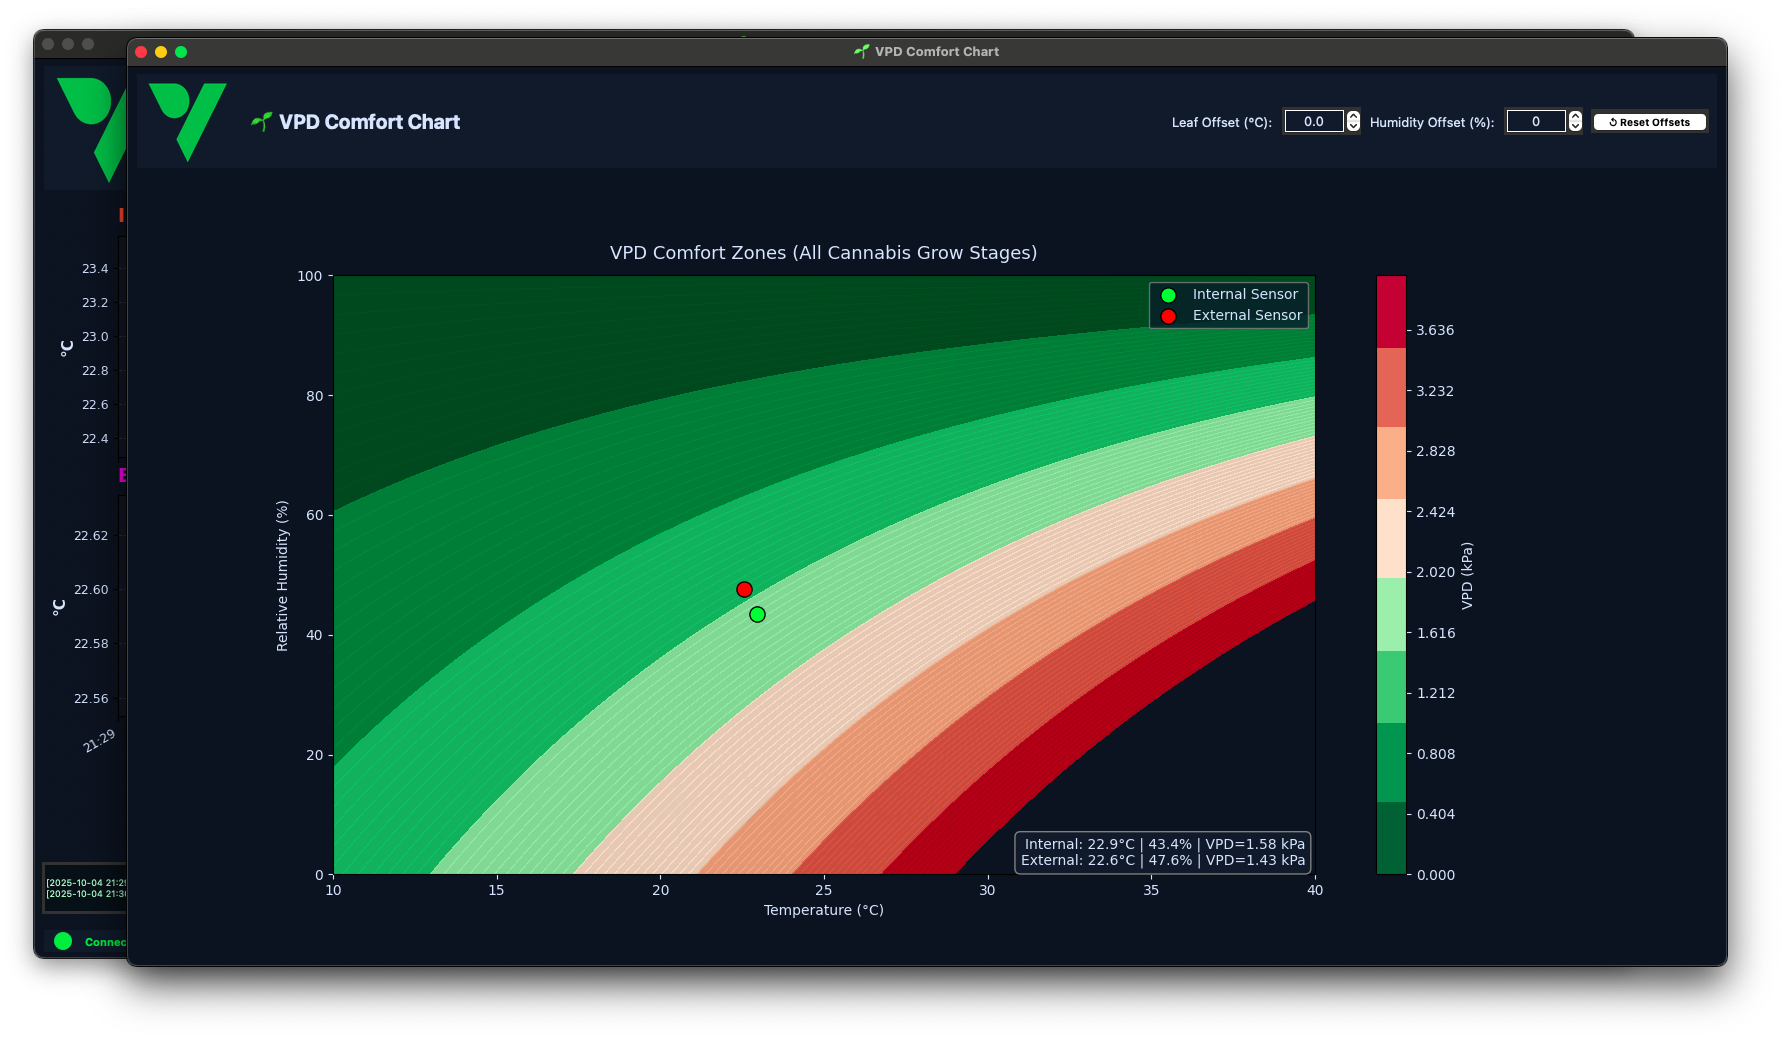 VPD Comfort Chart
VPD Comfort Chart
Leaf Offset (°C):
0.0
Humidity Offset (%):
0
Reset Offsets
°C
23.4
23.2
23.0
22.8
22.6
22.4
°C
22.62
22.60
22.58
22.56
21:29
[2025-10-04 21:29
[2025-10-04 21:30
Connec
VPD Comfort Zones (All Cannabis Grow Stages)
Internal Sensor
External Sensor
Relative Humidity (%)
100
80
60
40
20
0
10
15
20
25
30
35
40
Temperature (°C)
Internal: 22.9°C | 43.4% | VPD=1.58 kPa
External: 22.6°C | 47.6% | VPD=1.43 kPa
3.636
3.232
2.828
2.424
2.020
1.616
1.212
0.808
0.404
0.000
VPD (kPa)